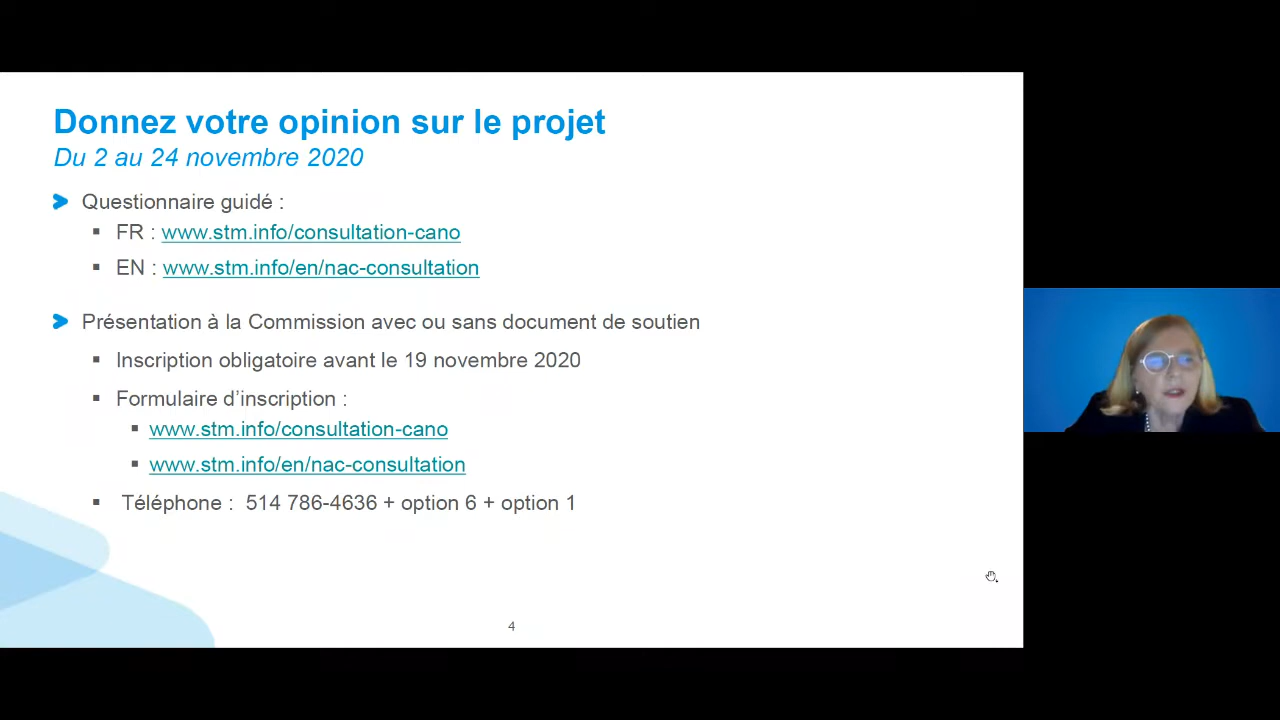 Donnez votre opinion sur le projet
Du 2 au 24 novembre 2020
Questionnaire guidé :
FR : www.stm.info/consultation-cano
EN : www.stm.info/en/nac-consultation
Présentation à la Commission avec ou sans document de soutien
Inscription obligatoire avant le 19 novembre 2020
Formulaire d’inscription :
www.stm.info/consultation-cano
www.stm.info/en/nac-consultation
Téléphone : 514 786-4636 + option 6 + option 1
4